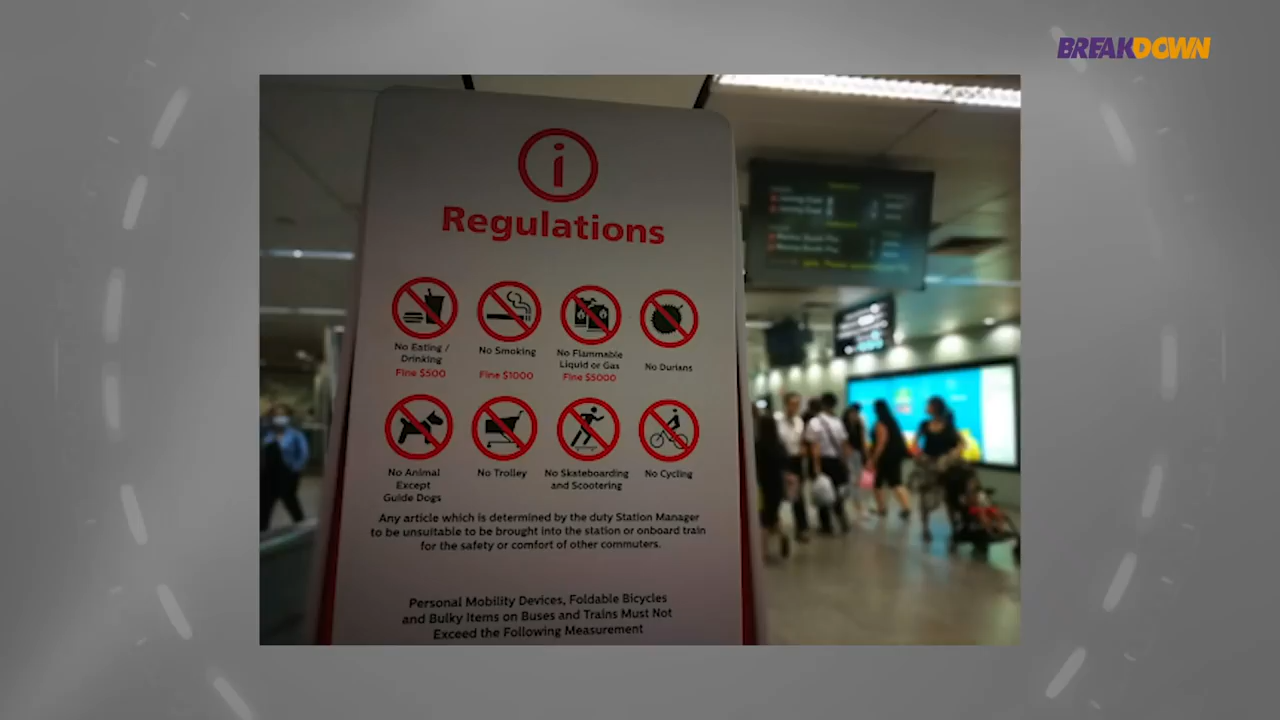 BREAKDOWN
i
Regulations
No Eating /
Drinking
Fine $500
No Smoking
Fine $1000
No Flammable
Liquid or Gas
Fine $5000
No Durians
No Animal
Except
Guide Dogs
No Trolley
No Skateboarding
and Scootering
No Cycling
Any article which is determined by the duty Station Manager
to be unsuitable to be brought into the station or onboard train
for the safety or comfort of other commuters.
Personal Mobility Devices, Foldable Bicycles
and Bulky Items on Buses and Trains Must Not
Exceed the Following Measurement